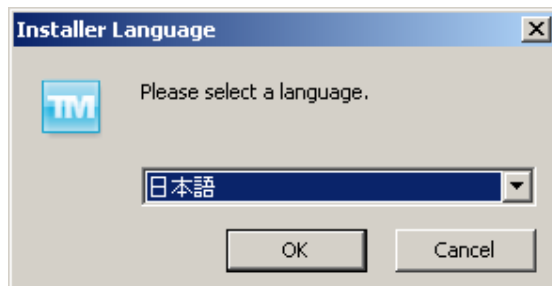 Installer Language
TM
Please select a language.
日本語
OK
Cancel